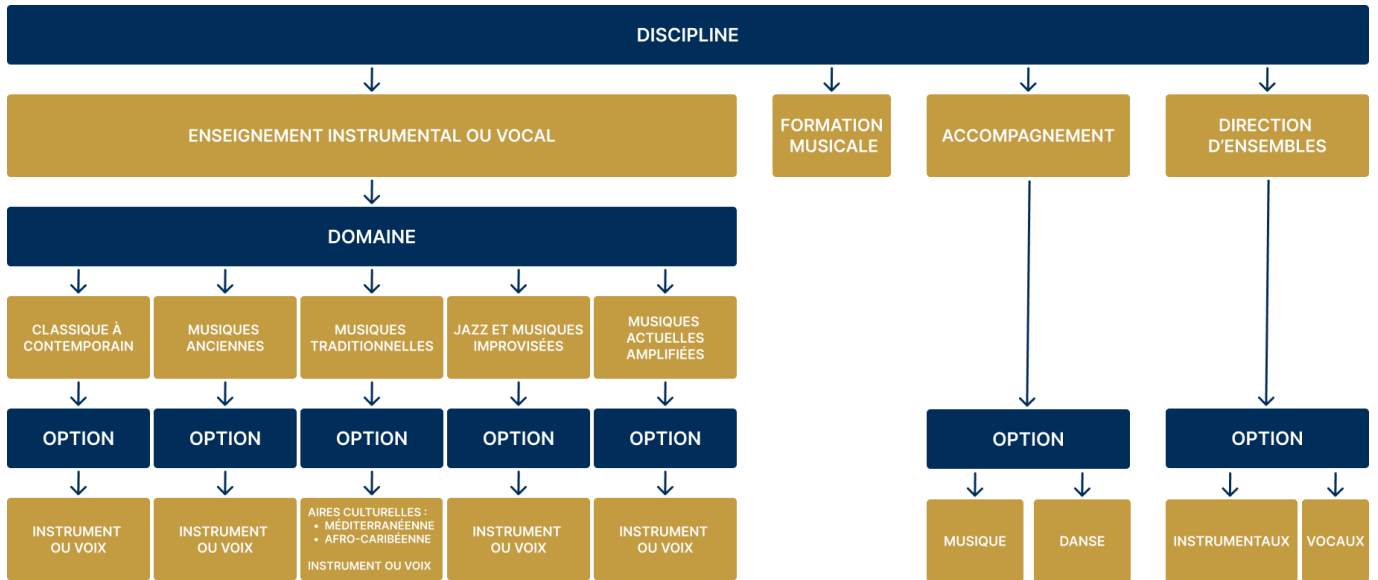 DISCIPLINE
ENSEIGNEMENT INSTRUMENTAL OU VOCAL
FORMATION
MUSICALE
ACCOMPAGNEMENT
DIRECTION
D'ENSEMBLES
DOMAINE
CLASSIQUE À
CONTEMPORAIN
MUSIQUES
ANCIENNES
MUSIQUES
TRADITIONNELLES
JAZZ ET MUSIQUES
IMPROVISÉES
MUSIQUES
ACTUELLES
AMPLIFIÉES
OPTION
OPTION
OPTION
OPTION
OPTION
OPTION
OPTION
INSTRUMENT
OU VOIX
INSTRUMENT
OU VOIX
AIRES CULTURELLES :
• MÉDITERRANÉENNE
• AFRO-CARIBÉENNE
INSTRUMENT OU VOIX
INSTRUMENT
OU VOIX
INSTRUMENT
OU VOIX
MUSIQUE
DANSE
INSTRUMENTAUX
VOCAUX